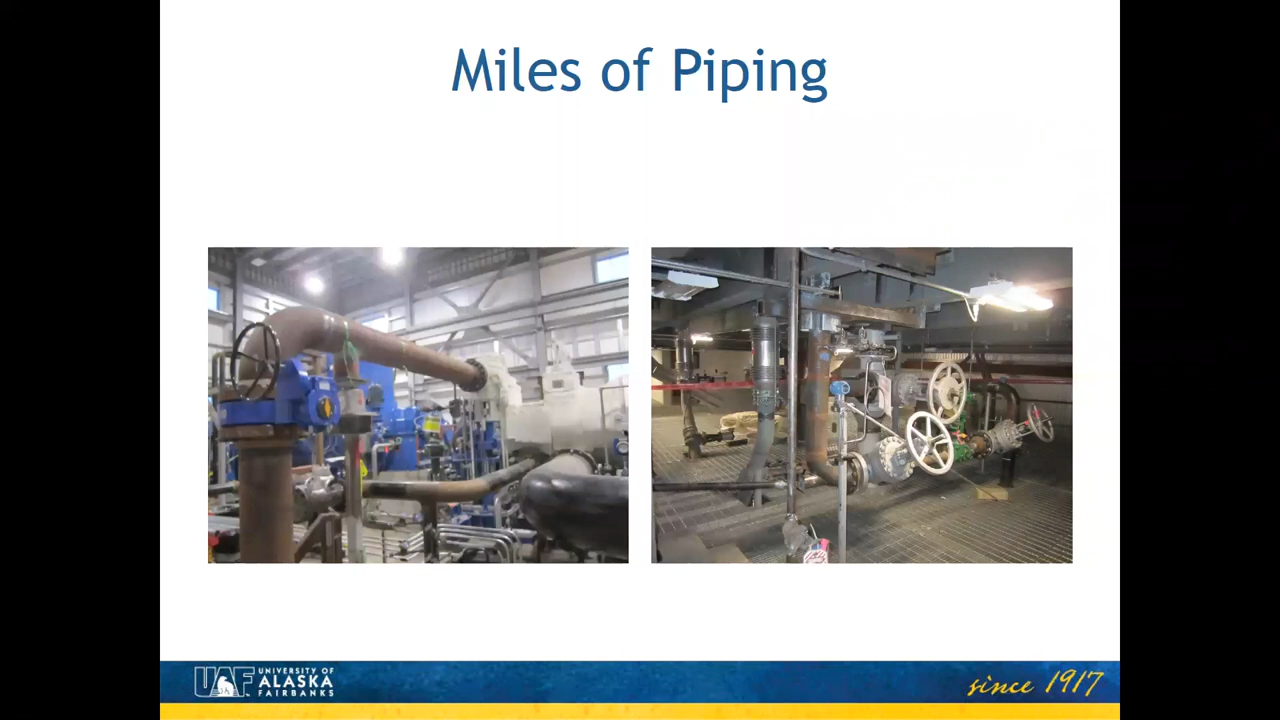 Miles of Piping
UAF
UNIVERSITY OF
ALASKA
FAIRBANKS
since 1917